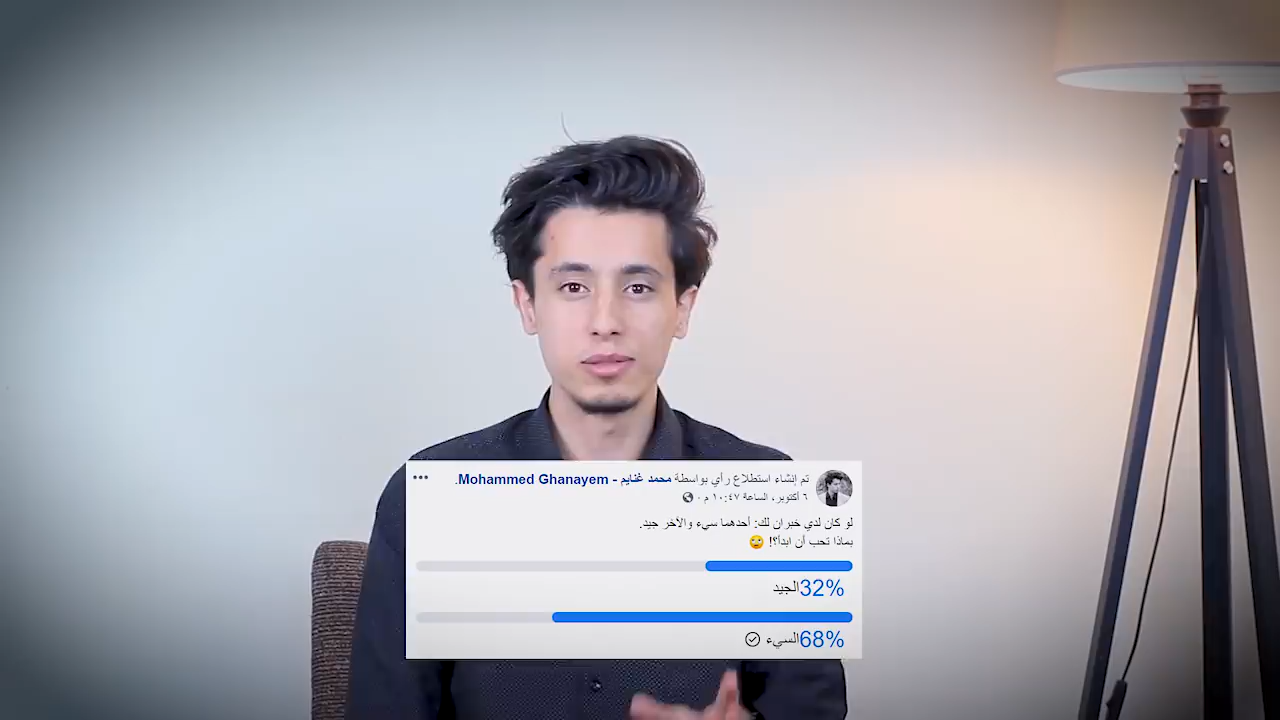 تم إنشاء استطلاع رأي بواسطة محمد غنايم - Mohammed Ghanayem.
٦ أكتوبر، الساعة ١٠:٤٧ م ·
لو كان لدي خبران لك: أحدهما سيء والآخر جيد.
بماذا تحب أن ابدأ؟! 🙄
32% الجيد
68% السيء